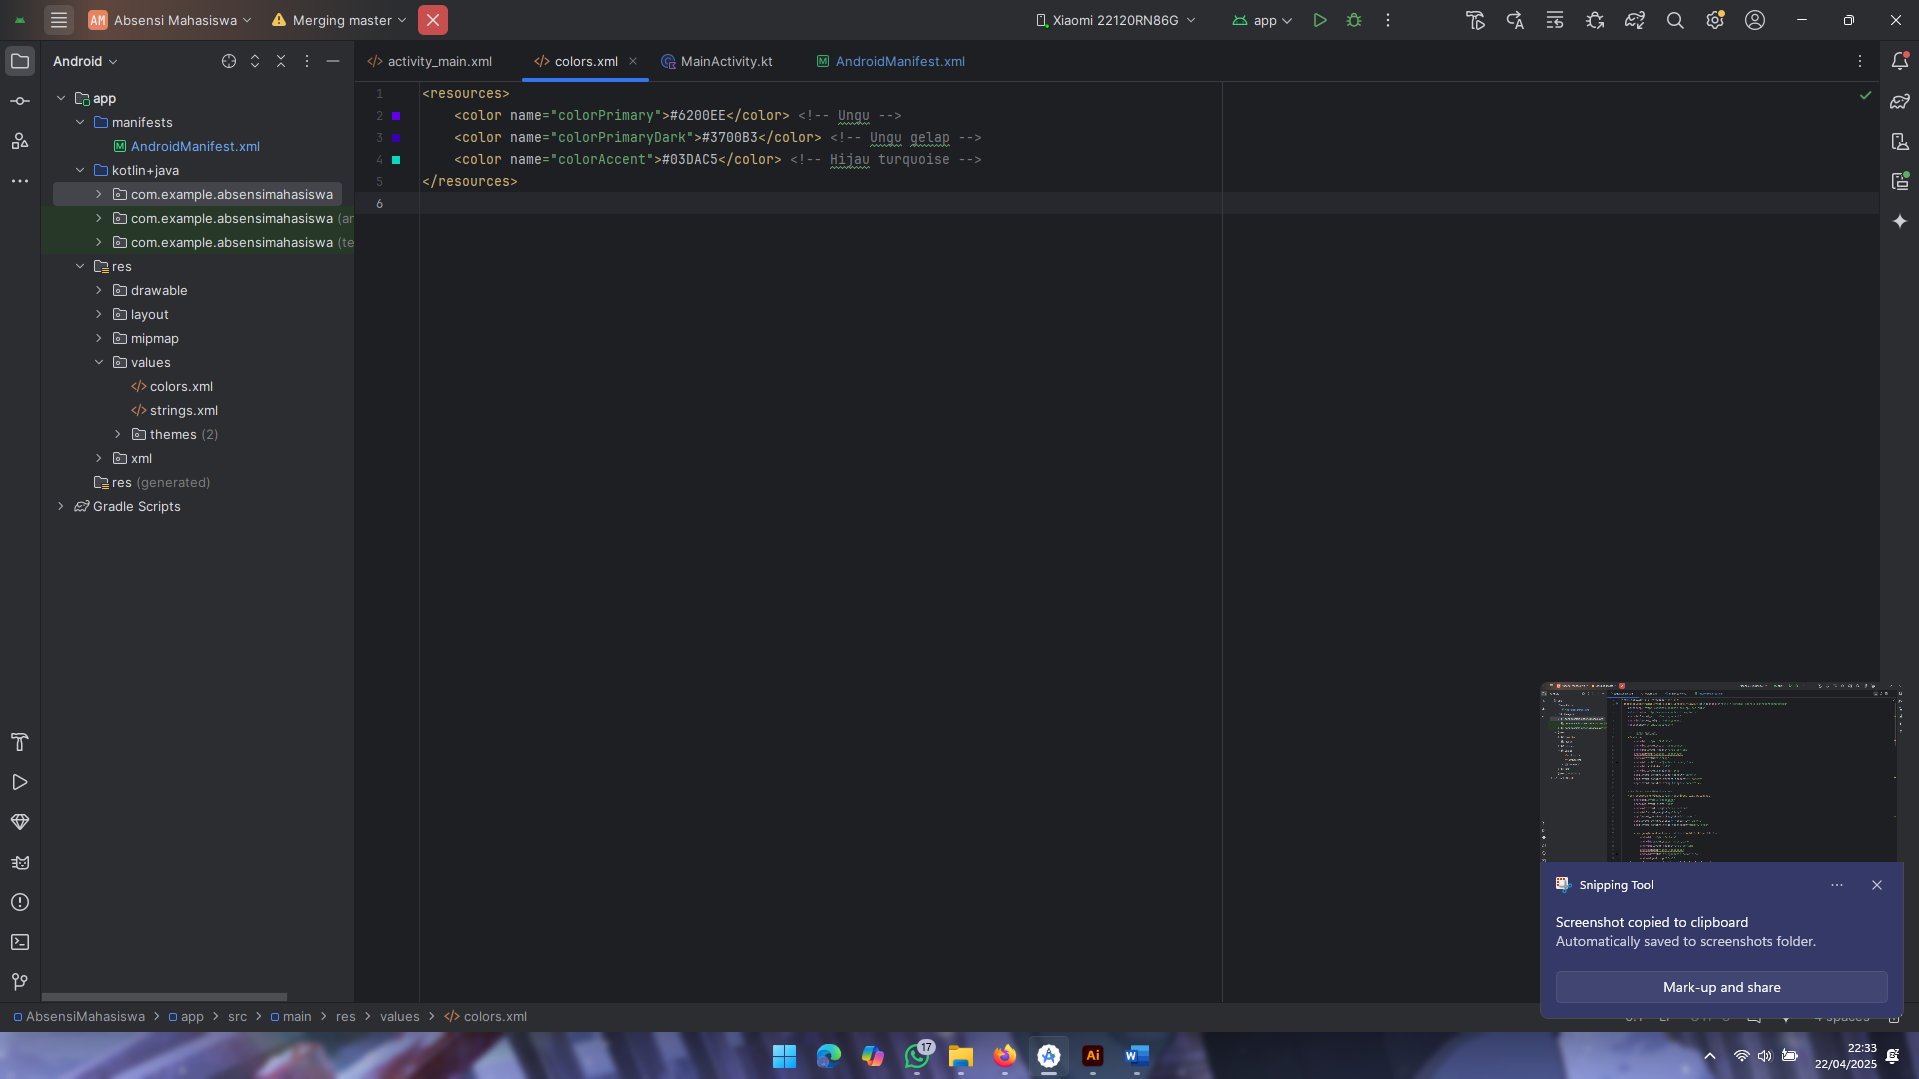 AM Absensi Mahasiswa Merging master Xiaomi 22120RN86G app
Android
activity_main.xml colors.xml MainActivity.kt AndroidManifest.xml
app
manifests
AndroidManifest.xml
kotlin+java
com.example.absensimahasiswa
com.example.absensimahasiswa (an
com.example.absensimahasiswa (te
res
drawable
layout
mipmap
values
colors.xml
strings.xml
themes (2)
xml
res (generated)
Gradle Scripts
1 <resources>
2 <color name="colorPrimary">#6200EE</color> <!-- Ungu -->
3 <color name="colorPrimaryDark">#3700B3</color> <!-- Ungu gelap -->
4 <color name="colorAccent">#03DAC5</color> <!-- Hijau turquoise -->
5 </resources>
6
Snipping Tool
Screenshot copied to clipboard
Automatically saved to screenshots folder.
Mark-up and share
AbsensiMahasiswa > app > src > main > res > values > colors.xml
4 spaces
17
Ai
W
22:33
22/04/2025